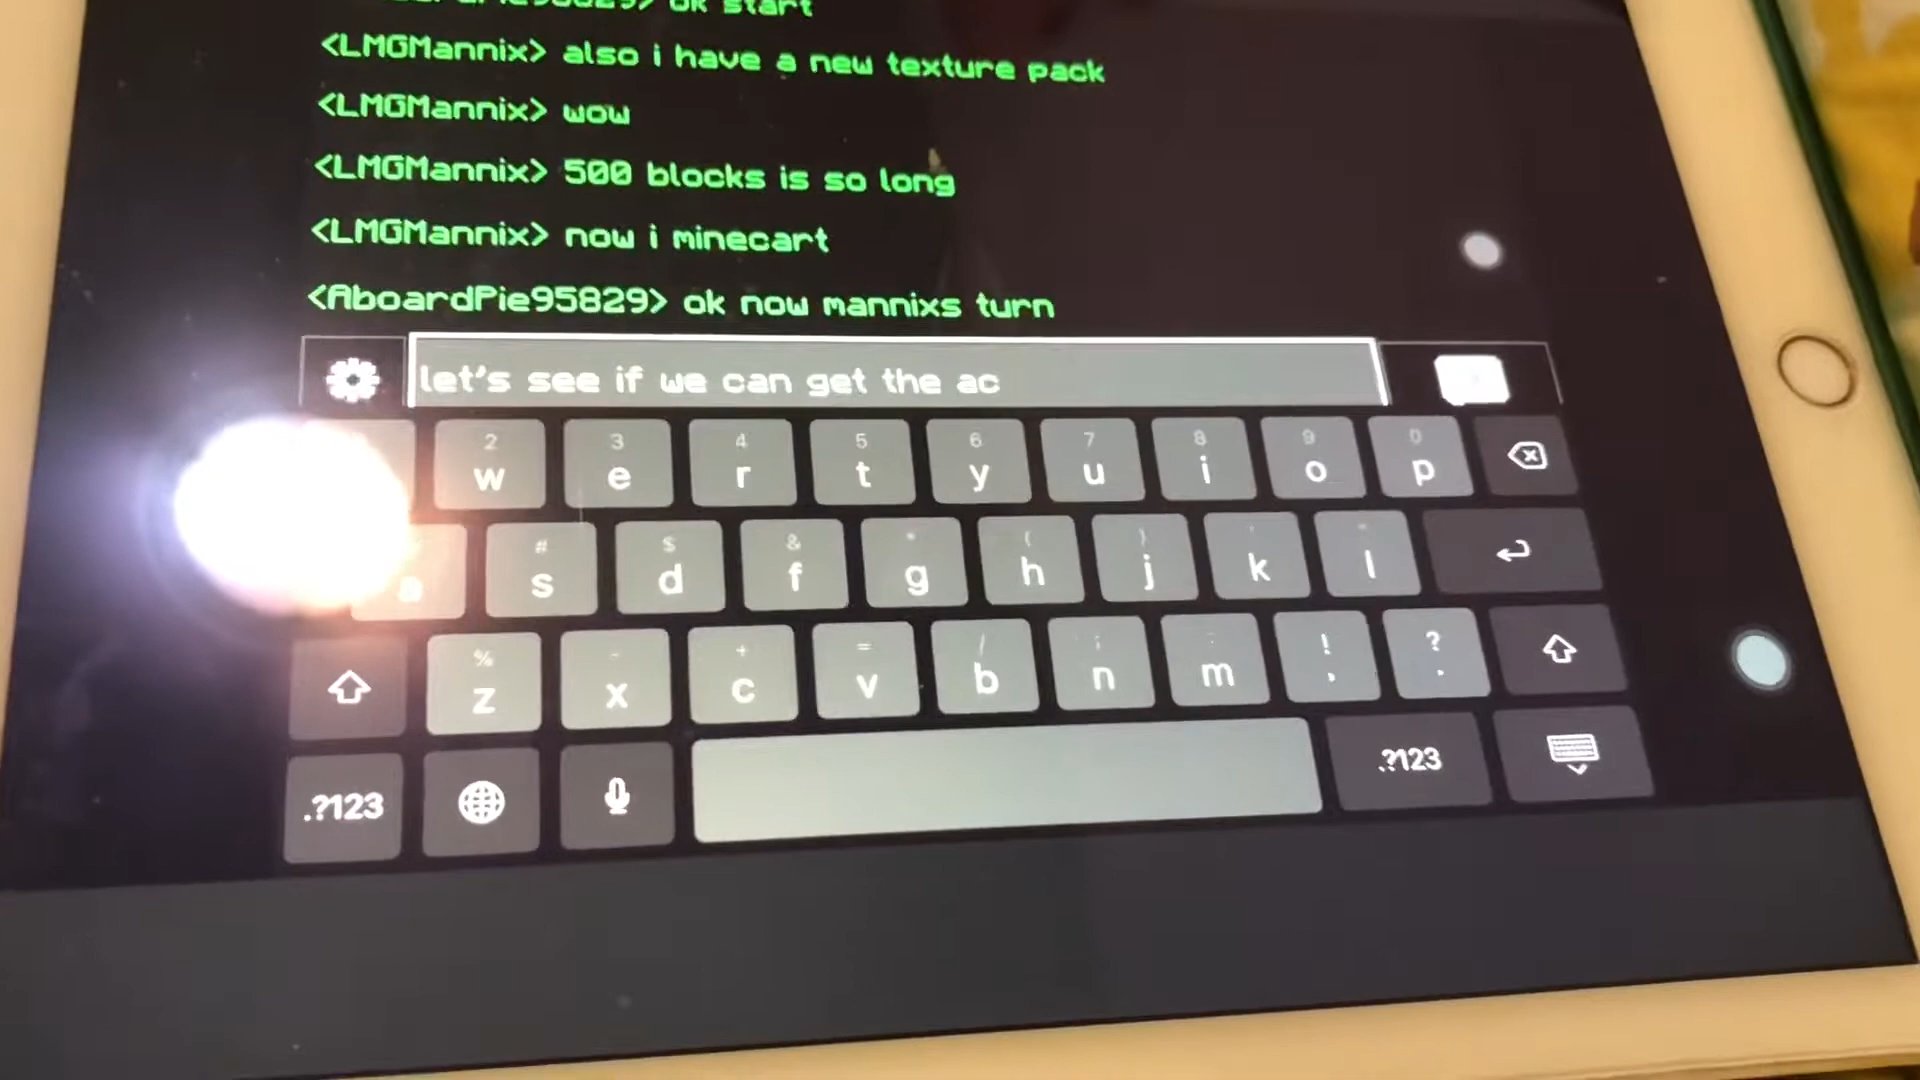 ok start
<LMGMannix> also i have a new texture pack
<LMGMannix> wow
<LMGMannix> 500 blocks is so long
<LMGMannix> now i minecart
<AboardPie95829> ok now mannixs turn
let's see if we can get the ac
2 3 4 5 6 7 8 9 0
w e r t y u i o p
# $ & * ( ) ' "
a s d f g h j k l
% - + = / ; : ! ?
z x c v b n m , .
.?123 .?123